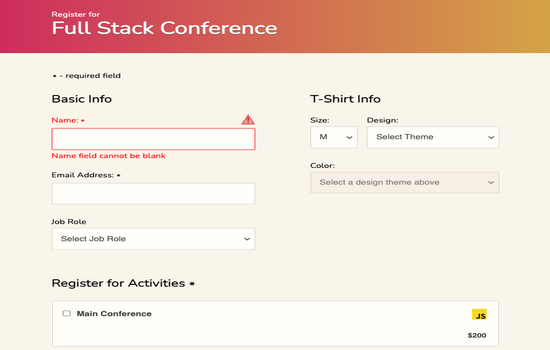 Register for
Full Stack Conference
* - required field
Basic Info
Name: *
Name field cannot be blank
Email Address: *
Job Role
Select Job Role
T-Shirt Info
Size:
Design:
M
Select Theme
Color:
Select a design theme above
Register for Activities *
Main Conference
JS
$200